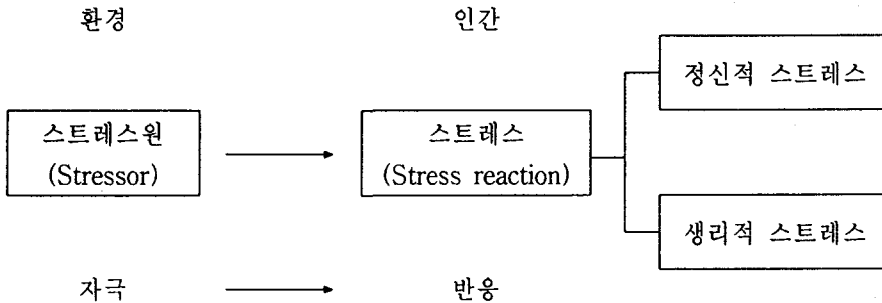 환경
인간
정신적 스트레스
스트레스원
(Stressor)
스트레스
(Stress reaction)
생리적 스트레스
자극
반응